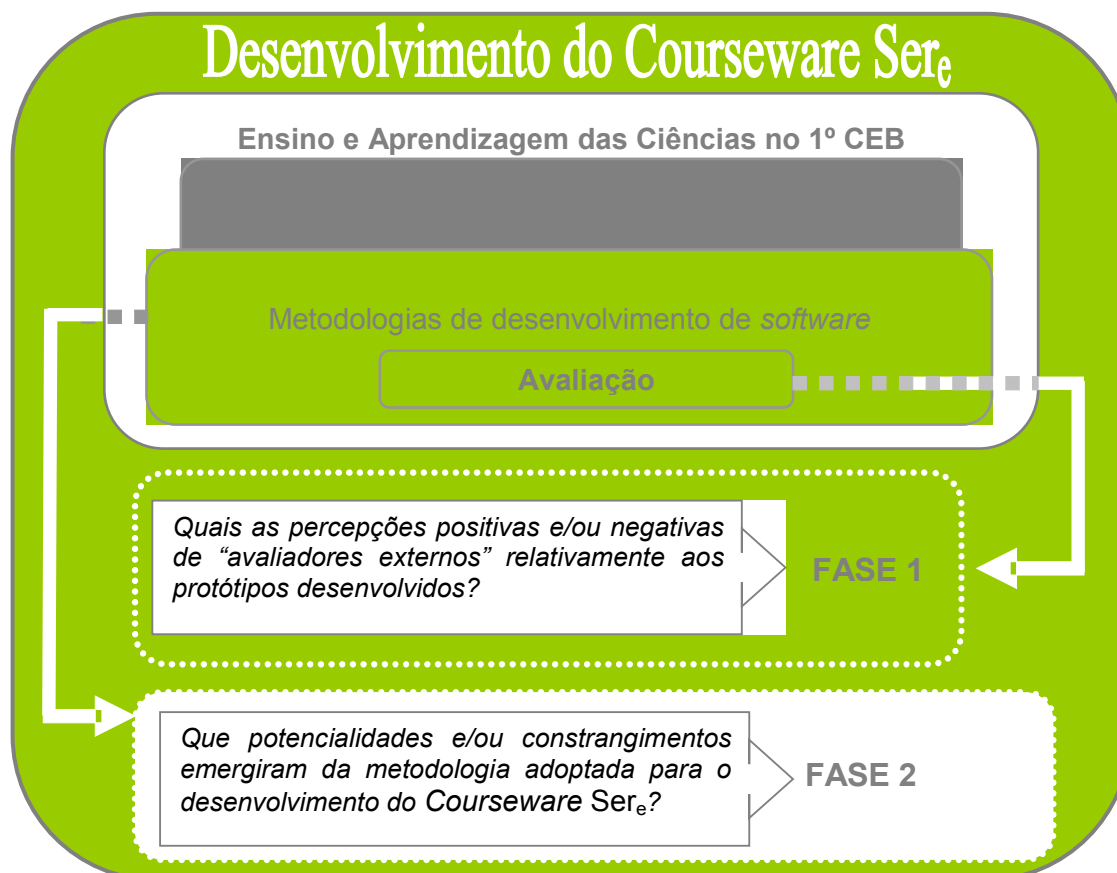 Desenvolvimento do Courseware Sere
Ensino e Aprendizagem das Ciências no 1º CEB
Metodologias de desenvolvimento de software
Avaliação
Quais as percepções positivas e/ou negativas
de “avaliadores externos” relativamente aos
protótipos desenvolvidos?
FASE 1
Que potencialidades e/ou constrangimentos
emergiram da metodologia adoptada para o
desenvolvimento do Courseware Sere?
FASE 2